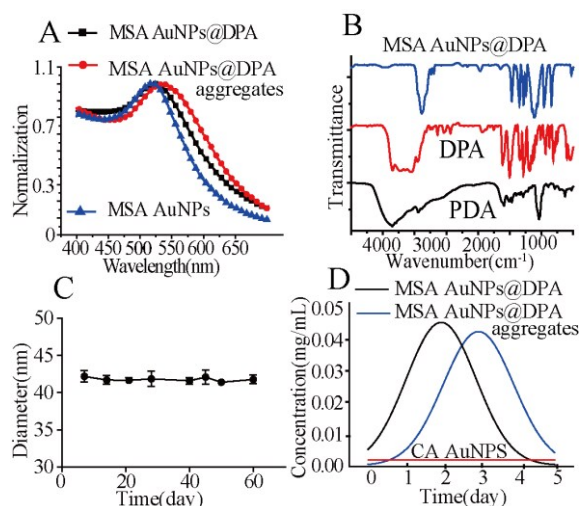 A
MSA AuNPs@DPA
MSA AuNPs@DPA
aggregates
MSA AuNPs
1.1
0.7
0.3
0
Normalization
400 450 500 550 600 650
Wavelength(nm)
MSA AuNPs@DPA
B
DPA
PDA
Transmittance
4000 3000 2000 1000
Wavenumber(cm-1)
C
50
45
40
35
30
Diameter(nm)
0 20 40 60
Time(day)
D
MSA AuNPs@DPA
MSA AuNPs@DPA
aggregates
CA AuNPS
0.05
0.04
0.03
0.02
0.01
0.00
Concentration(mg/mL)
0 1 2 3 4 5
Time(day)